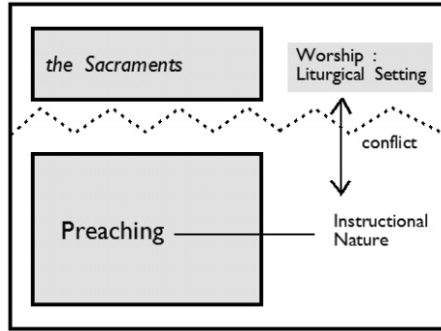 the Sacraments
Worship :
Liturgical Setting
conflict
Preaching
Instructional
Nature